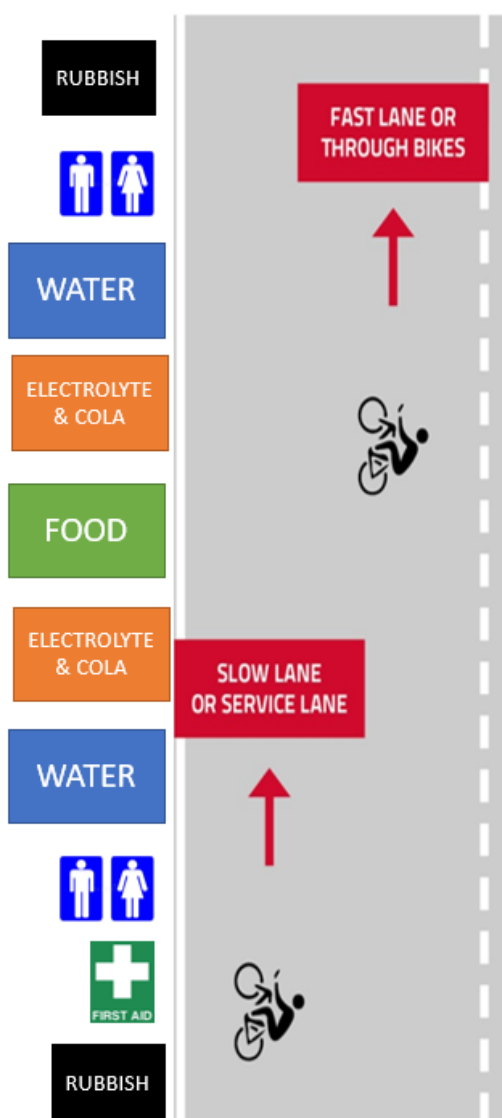 RUBBISH
FAST LANE OR
THROUGH BIKES
WATER
ELECTROLYTE
& COLA
FOOD
ELECTROLYTE
& COLA
SLOW LANE
OR SERVICE LANE
WATER
FIRST AID
RUBBISH